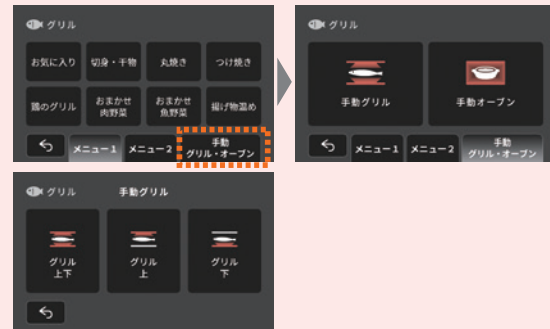 グリル
お気に入り
切身・干物
丸焼き
つけ焼き
鶏のグリル
おまかせ
肉野菜
おまかせ
魚野菜
揚げ物温め
メニュー1
メニュー2
手動
グリル・オーブン
グリル
手動グリル
手動オーブン
メニュー1
メニュー2
手動
グリル・オーブン
グリル
手動グリル
グリル
上下
グリル
上
グリル
下